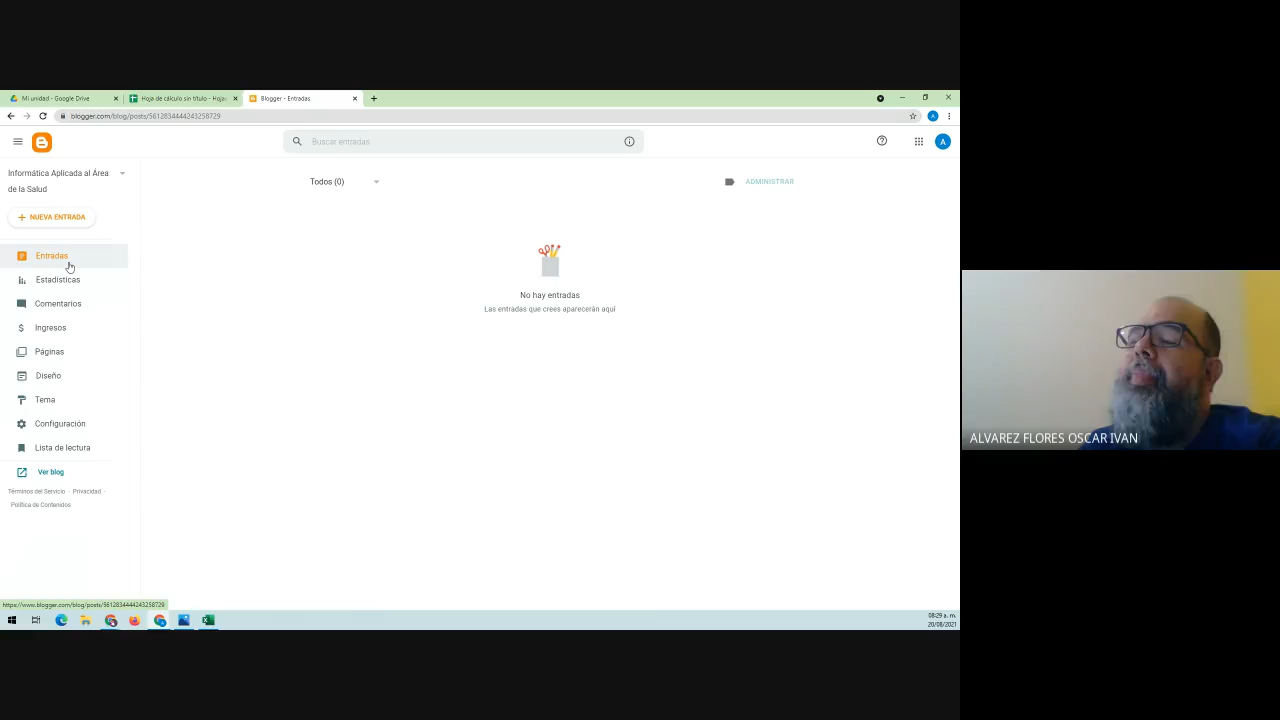 Mi unidad - Google Drive
Hoja de cálculo sin título - Hoja
Blogger - Entradas
blogger.com/blog/posts/5612834444243258729
A
Buscar entradas
A
Informática Aplicada al Área
de la Salud
Todos (0)
ADMINISTRAR
+ NUEVA ENTRADA
Entradas
Estadísticas
Comentarios
Ingresos
Páginas
Diseño
Tema
Configuración
Lista de lectura
Ver blog
Términos del Servicio · Privacidad ·
Política de Contenidos
No hay entradas
Las entradas que crees aparecerán aquí
ALVAREZ FLORES OSCAR IVAN
https://www.blogger.com/blog/posts/5612834444243258729
08:29 a. m.
20/08/2021